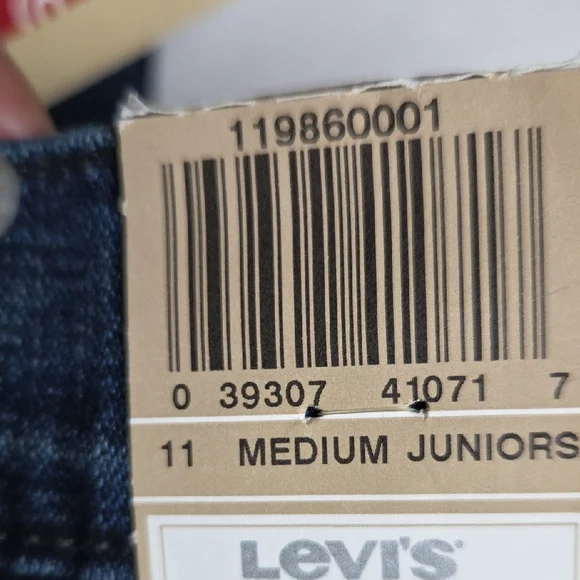 119860001
0 39307 41071 7
11 MEDIUM JUNIORS
Levi's